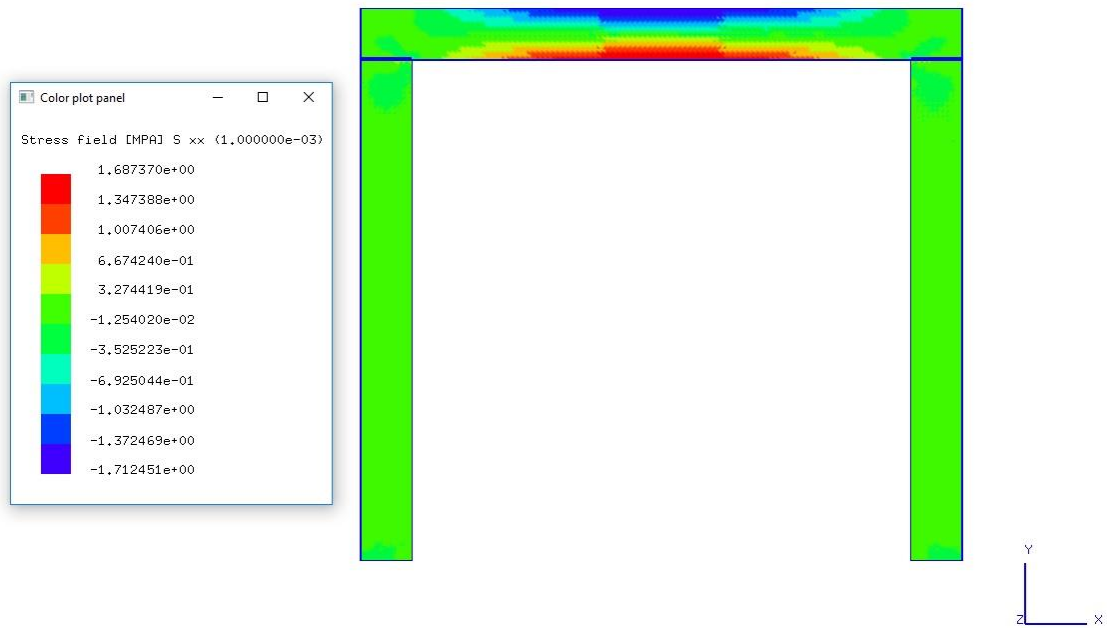 Color plot panel
Stress field [MPA] S xx (1.000000e-03)
1.687370e+00
1.347388e+00
1.007406e+00
6.674240e-01
3.274419e-01
-1.254020e-02
-3.525223e-01
-6.925044e-01
-1.032487e+00
-1.372469e+00
-1.712451e+00
Y
Z X